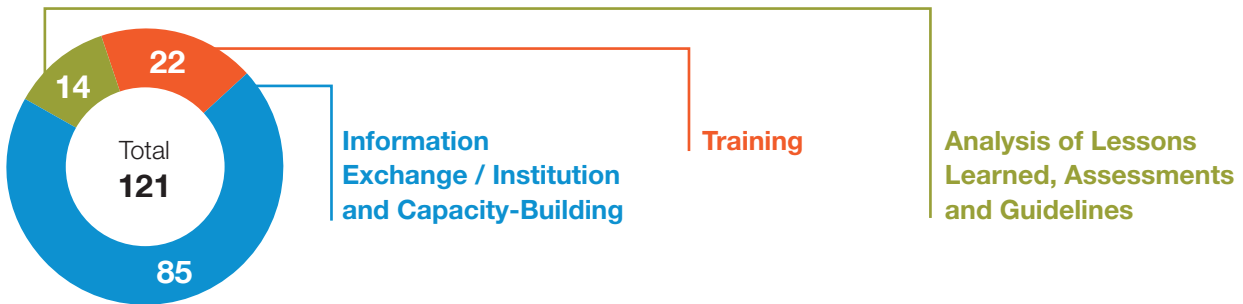 22
14
Total
121
85
Information
Exchange / Institution
and Capacity-Building
Training
Analysis of Lessons
Learned, Assessments
and Guidelines